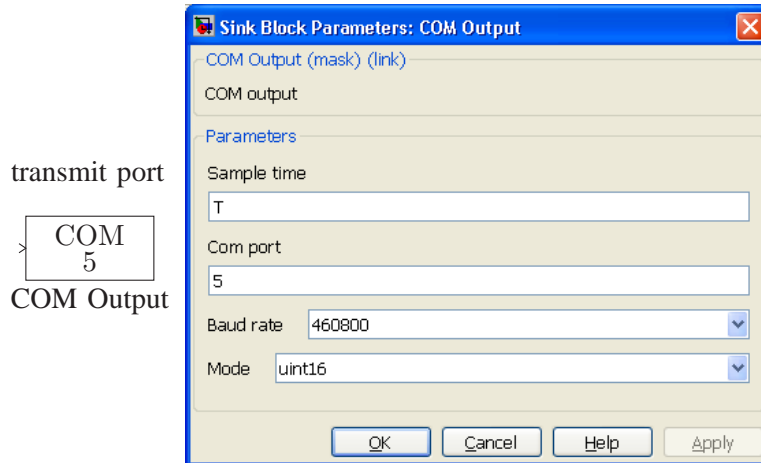 transmit port
COM
5
COM Output
Sink Block Parameters: COM Output
COM Output (mask) (link)
COM output
Parameters
Sample time
T
Com port
5
Baud rate 460800
Mode uint16
OK Cancel Help Apply